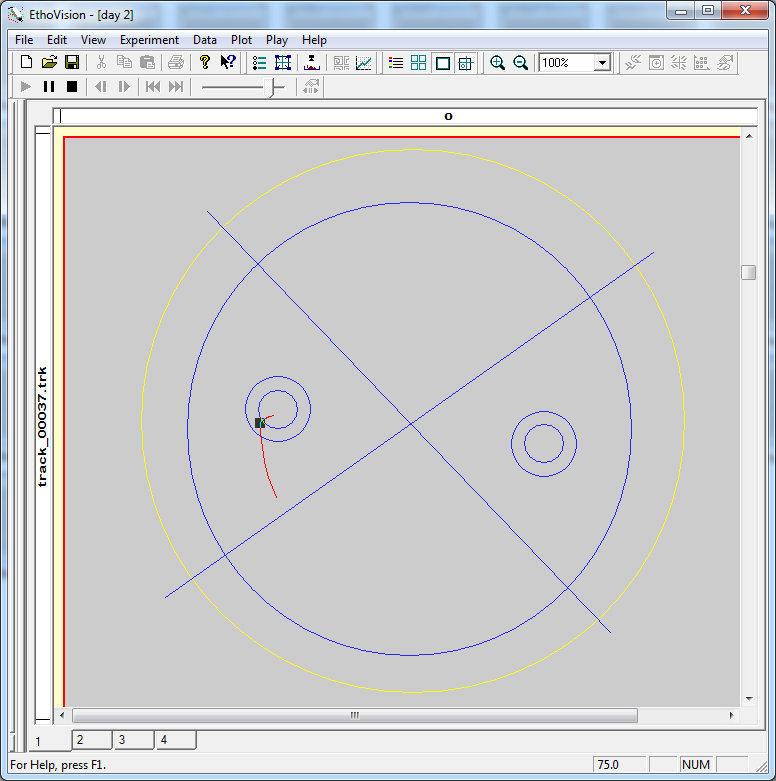 EthoVision - [day 2]
File Edit View Experiment Data Plot Play Help
100%
o
track_00037.trk
1 2 3 4
For Help, press F1. 75.0 NUM